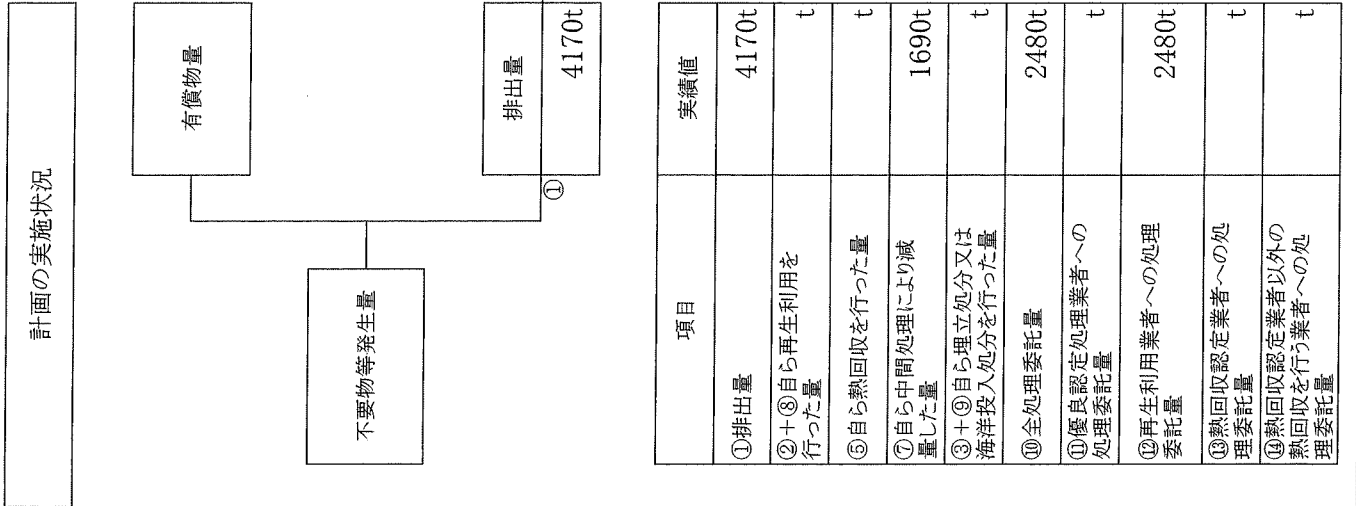 計画の実施状況
有償物量
不要物等発生量
排出量
①
4170t
項目
実績値
①排出量
4170t
②+⑧自ら再生利用を
行った量
t
⑤自ら熱回収を行った量
t
⑦自ら中間処理により減
量した量
1690t
③+⑨自ら埋立処分又は
海洋投入処分を行った量
t
⑩全処理委託量
2480t
⑪優良認定処理業者への
処理委託量
t
⑫再生利用業者への処理
委託量
2480t
⑬熱回収認定業者への処
理委託量
t
⑭熱回収認定業者以外の
熱回収を行う業者への処
理委託量
t